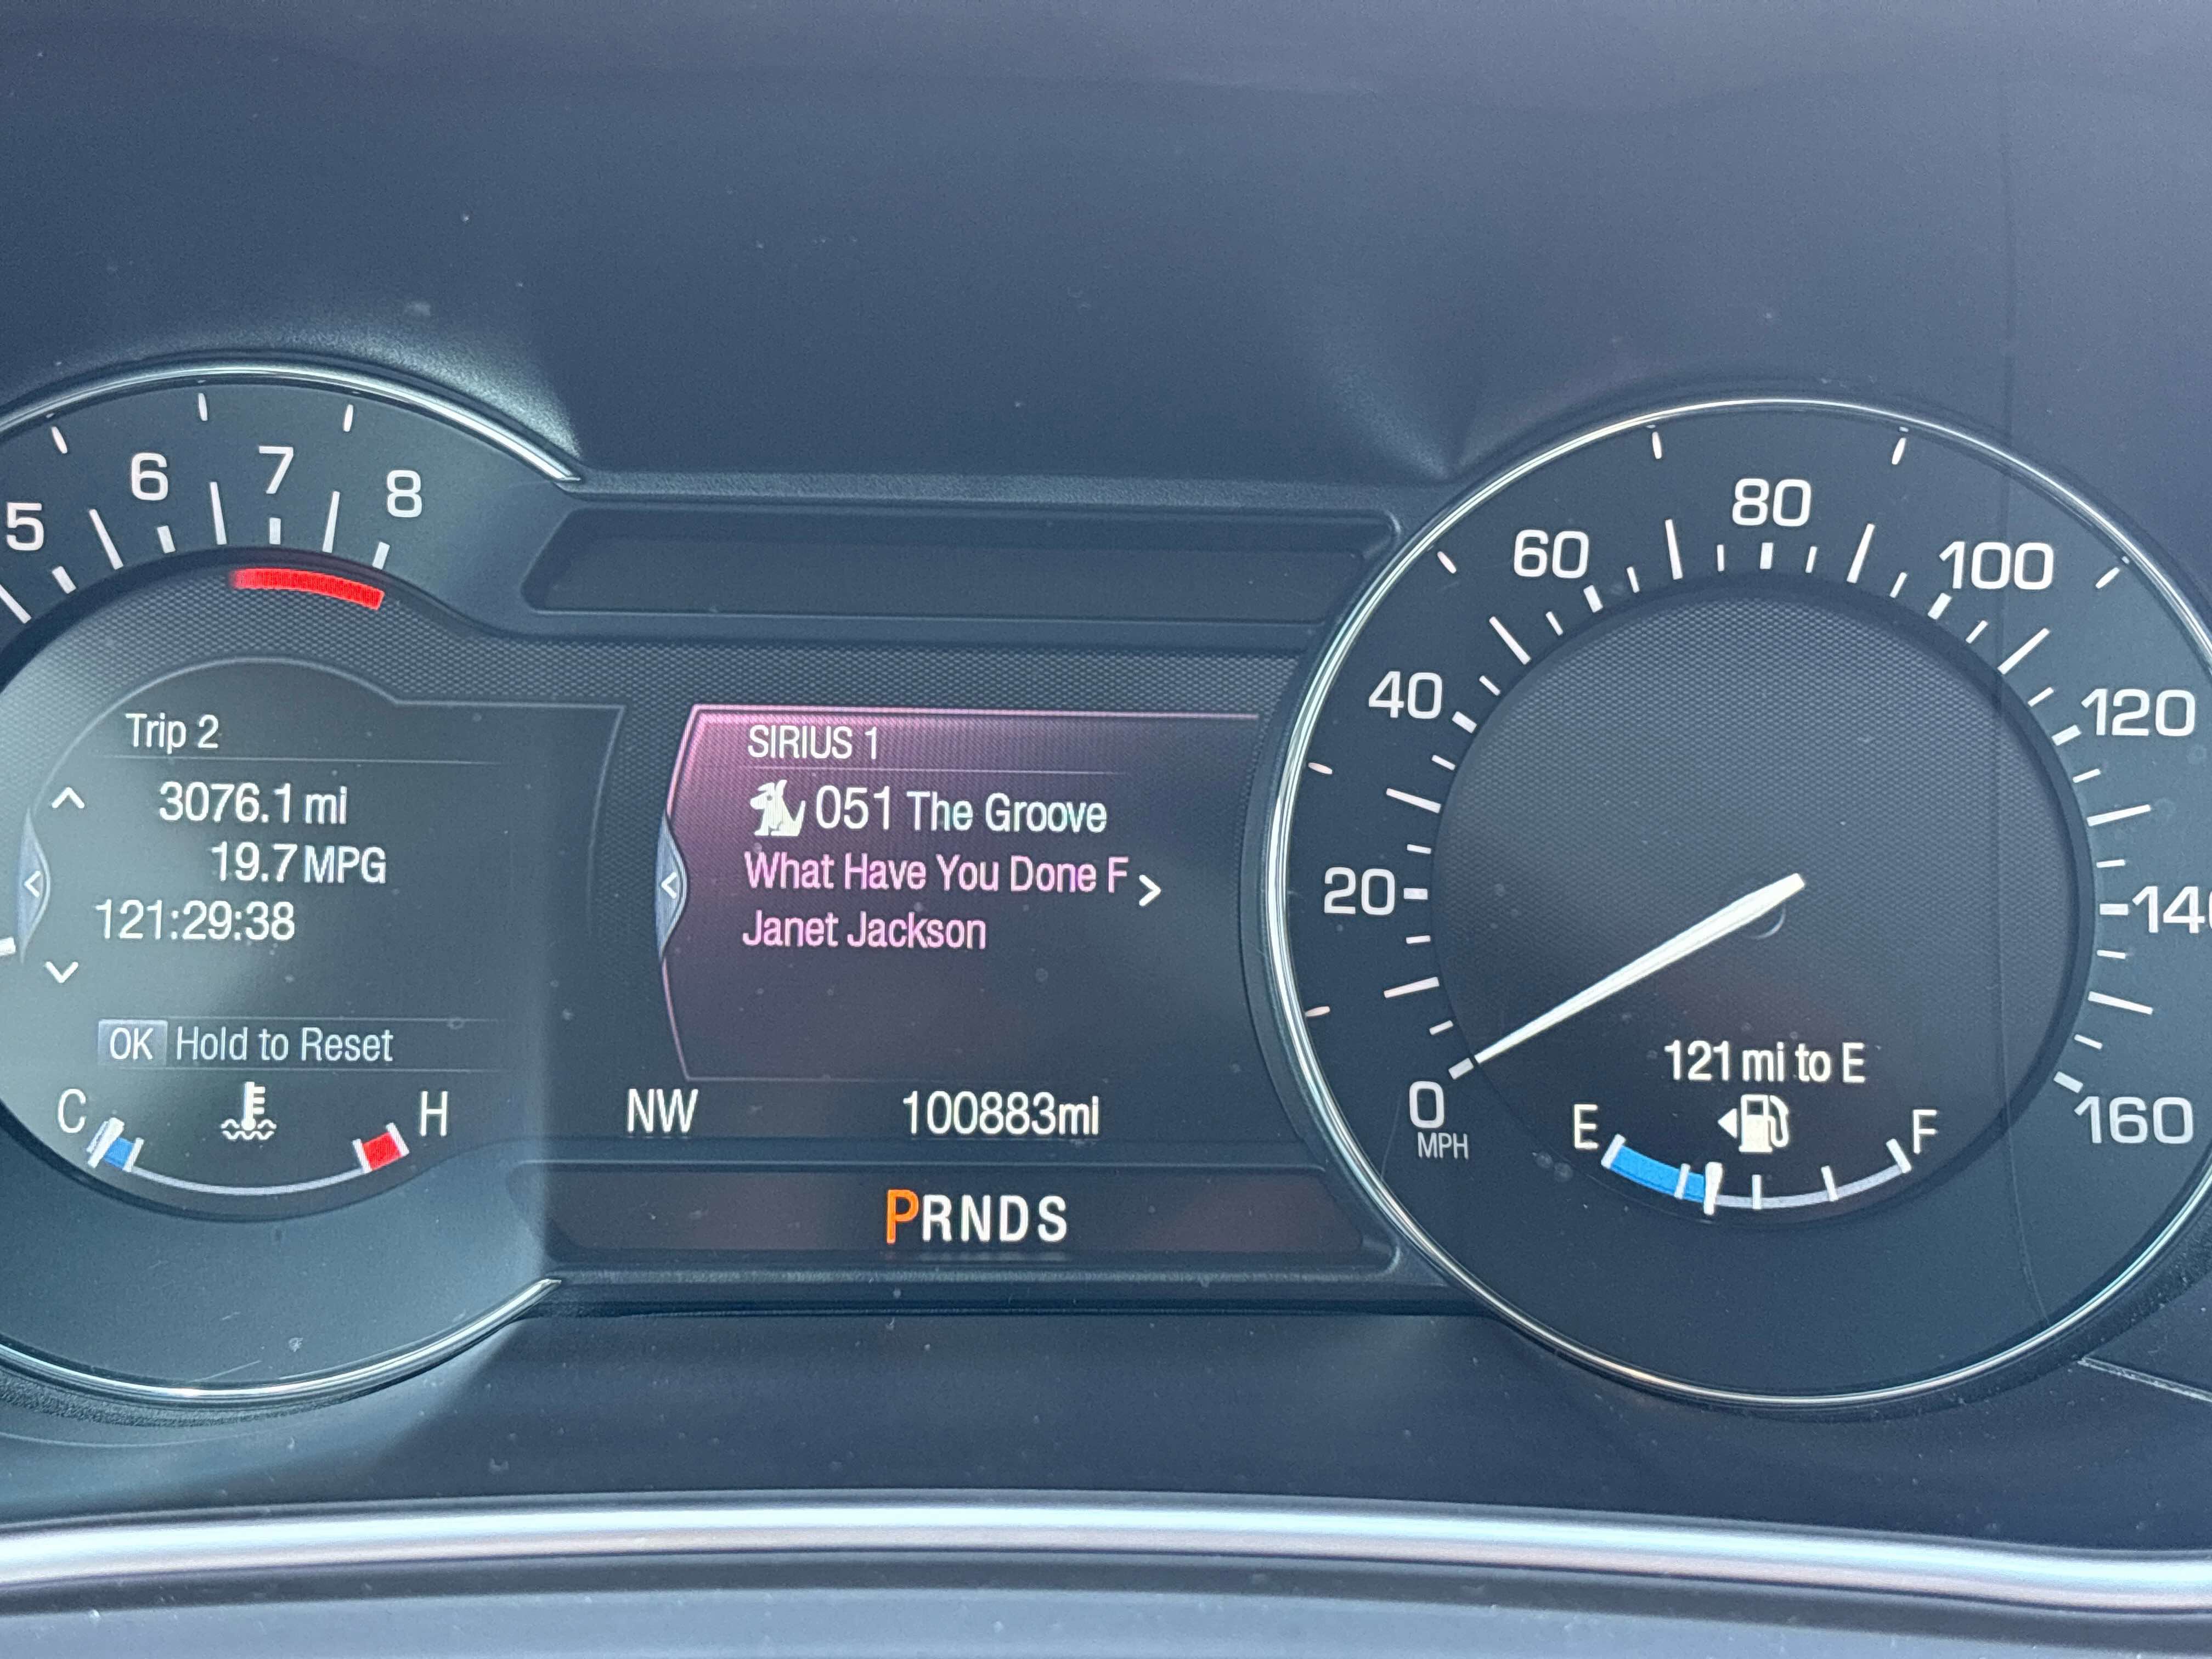 5 6 7 8
Trip 2
3076.1 mi
19.7 MPG
121:29:38
OK Hold to Reset
C H
SIRIUS 1
051 The Groove
What Have You Done F
Janet Jackson
NW 100883mi
PRNDS
0 20 40 60 80 100 120 140 160
MPH
121 mi to E
E F